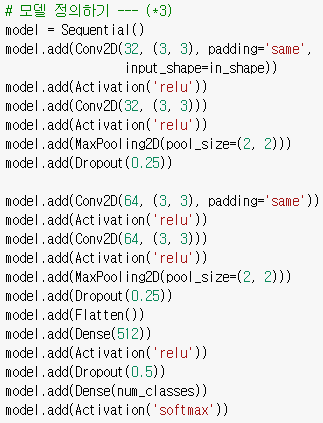 # 모델 정의하기 --- (*3)
model = Sequential()
model.add(Conv2D(32, (3, 3), padding='same',
                 input_shape=in_shape))
model.add(Activation('relu'))
model.add(Conv2D(32, (3, 3)))
model.add(Activation('relu'))
model.add(MaxPooling2D(pool_size=(2, 2)))
model.add(Dropout(0.25))

model.add(Conv2D(64, (3, 3), padding='same'))
model.add(Activation('relu'))
model.add(Conv2D(64, (3, 3)))
model.add(Activation('relu'))
model.add(MaxPooling2D(pool_size=(2, 2)))
model.add(Dropout(0.25))
model.add(Flatten())
model.add(Dense(512))
model.add(Activation('relu'))
model.add(Dropout(0.5))
model.add(Dense(num_classes))
model.add(Activation('softmax'))